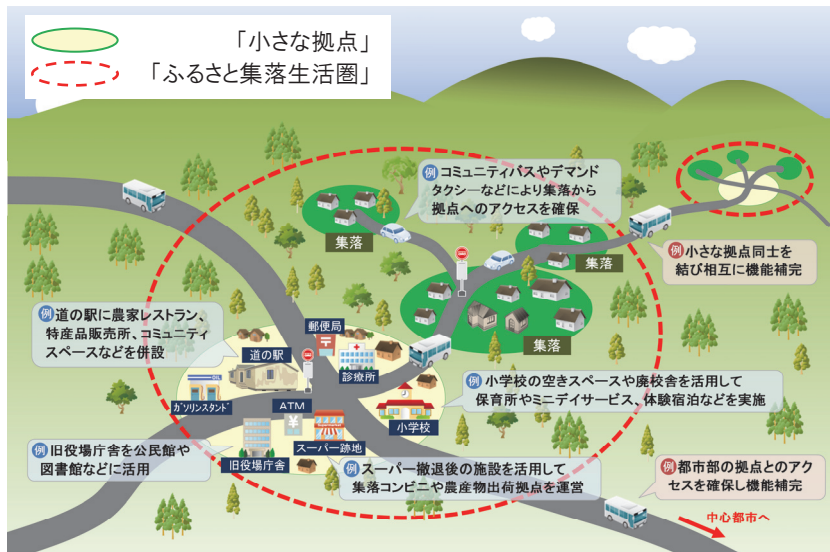 「小さな拠点」
「ふるさと集落生活圏」
例 コミュニティバスやデマンド
タクシーなどにより集落から
拠点へのアクセスを確保
集落
集落
例 小さな拠点同士を
結び相互に機能補完
例 道の駅に農家レストラン、
特産品販売所、コミュニティ
スペースなどを併設
郵便局
〒
集落
道の駅
診療所
OIL
例 小学校の空きスペースや廃校舎を活用して
保育所やミニデイサービス、体験宿泊などを実施
ガソリンスタンド
ATM
¥
小学校
Supermarket
例 旧役場庁舎を公民館や
図書館などに活用
スーパー跡地
旧役場庁舎
例 スーパー撤退後の施設を活用して
集落コンビニや農産物出荷拠点を運営
例 都市部の拠点とのアク
セスを確保し機能補完
中心都市へ